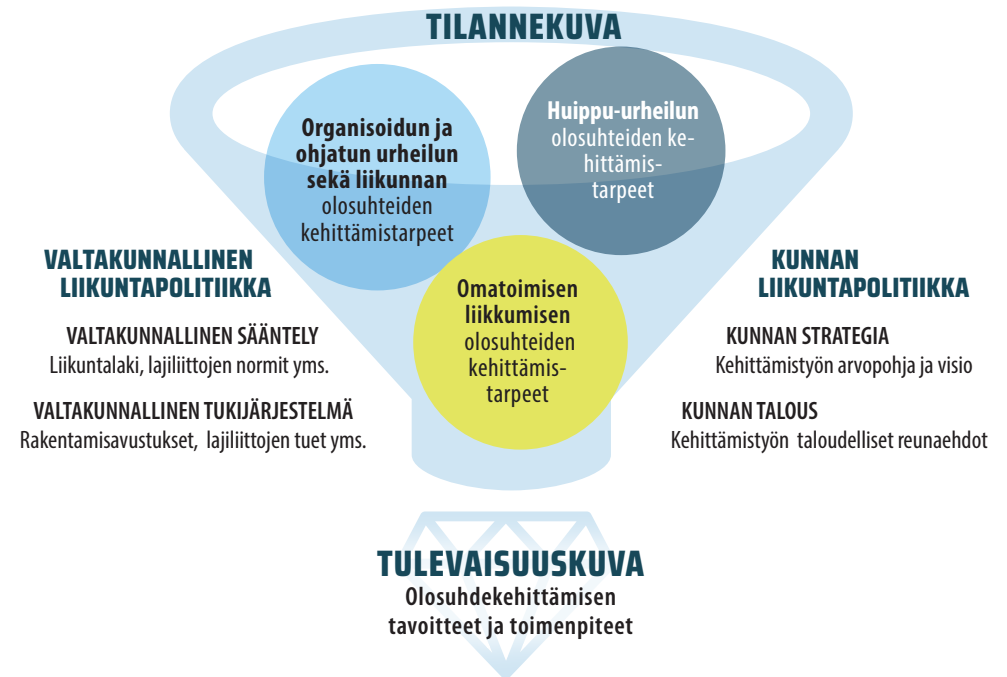 TILANNEKUVA
Organisoidun ja
ohjatun urheilun
sekä liikunnan
olosuhteiden
kehittämistarpeet
Huippu-urheilun
olosuhteiden ke-
hittämis-
tarpeet
Omatoimisen
liikkumisen
olosuhteiden
kehittämis-
tarpeet
VALTAKUNNALLINEN
LIIKUNTAPOLITIIKKA
VALTAKUNNALLINEN SÄÄNTELY
Liikuntalaki, lajiliittojen normit yms.
VALTAKUNNALLINEN TUKIJÄRJESTELMÄ
Rakentamisavustukset, lajiliittojen tuet yms.
KUNNAN
LIIKUNTAPOLITIIKKA
KUNNAN STRATEGIA
Kehittämistyön arvopohja ja visio
KUNNAN TALOUS
Kehittämistyön taloudelliset reunaehdot
TULEVAISUUSKUVA
Olosuhdekehittämisen
tavoitteet ja toimenpiteet